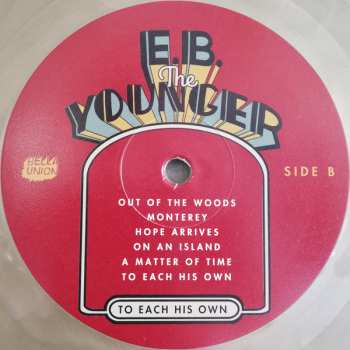 E.B.
The
YOUNGER
BELLA
UNION
SIDE B
OUT OF THE WOODS
MONTEREY
HOPE ARRIVES
ON AN ISLAND
A MATTER OF TIME
TO EACH HIS OWN
TO EACH HIS OWN